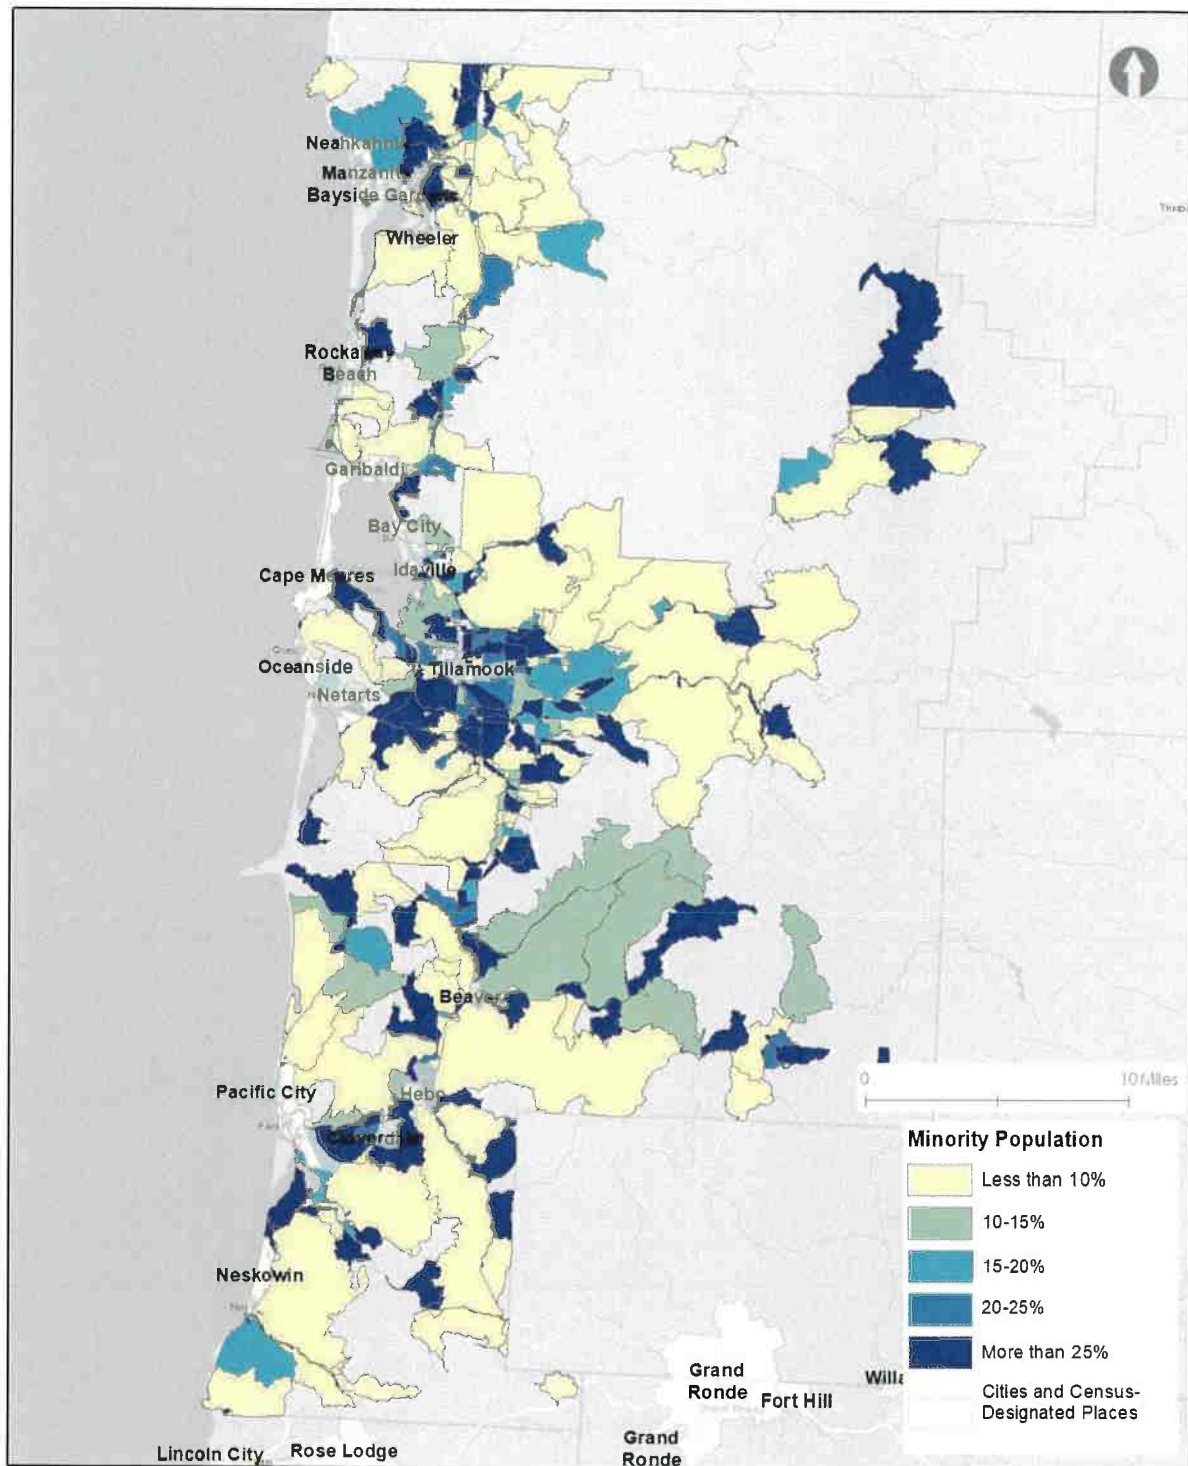 Neahkahnie
Manzanita
Bayside Gardens
Wheeler
Rockaway
Beach
Garibaldi
Bay City
Idaville
Cape Meares
Oceanside
Tillamook
Netarts
Beaver
Pacific City
Hebo
Cloverdale
Neskowin
0
10 Miles
Minority Population
Less than 10%
10-15%
15-20%
20-25%
More than 25%
Cities and Census-
Designated Places
Grand
Ronde
Willa
Fort Hill
Grand
Ronde
Rose Lodge
Lincoln City